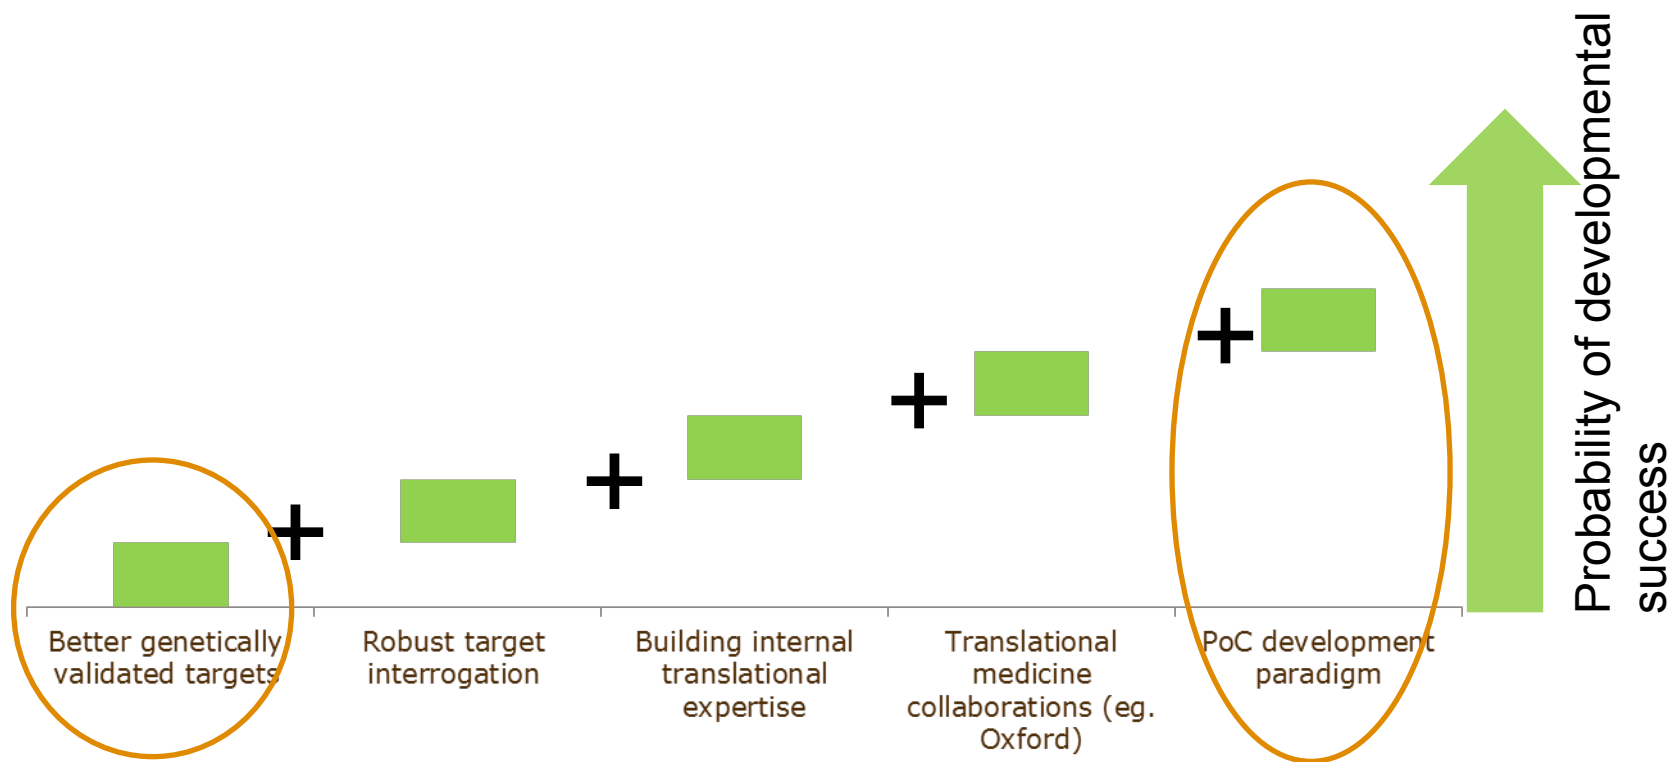 Better genetically
validated targets
Robust target
interrogation
Building internal
translational
expertise
Translational
medicine
collaborations (eg.
Oxford)
PoC development
paradigm
Probability of developmental
success